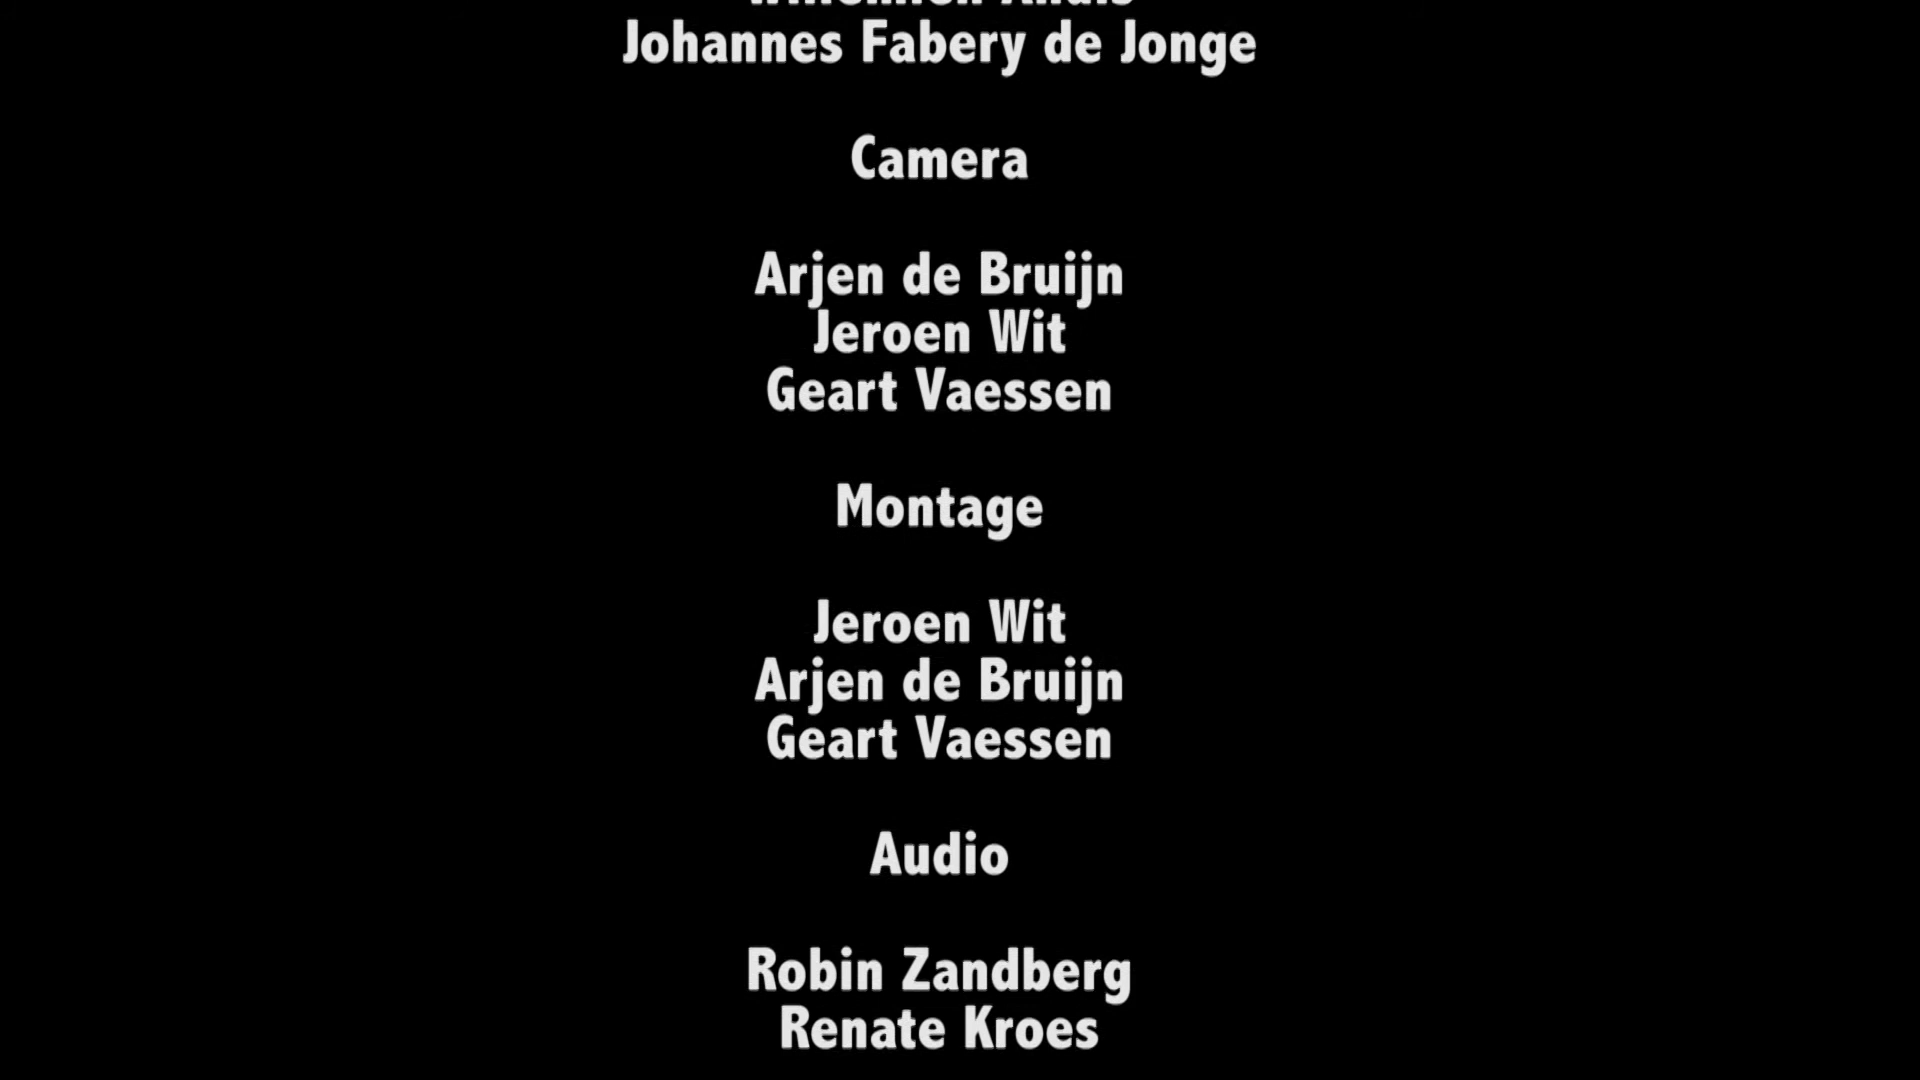 Johannes Fabery de Jonge
Camera
Arjen de Bruijn
Jeroen Wit
Geart Vaessen
Montage
Jeroen Wit
Arjen de Bruijn
Geart Vaessen
Audio
Robin Zandberg
Renate Kroes